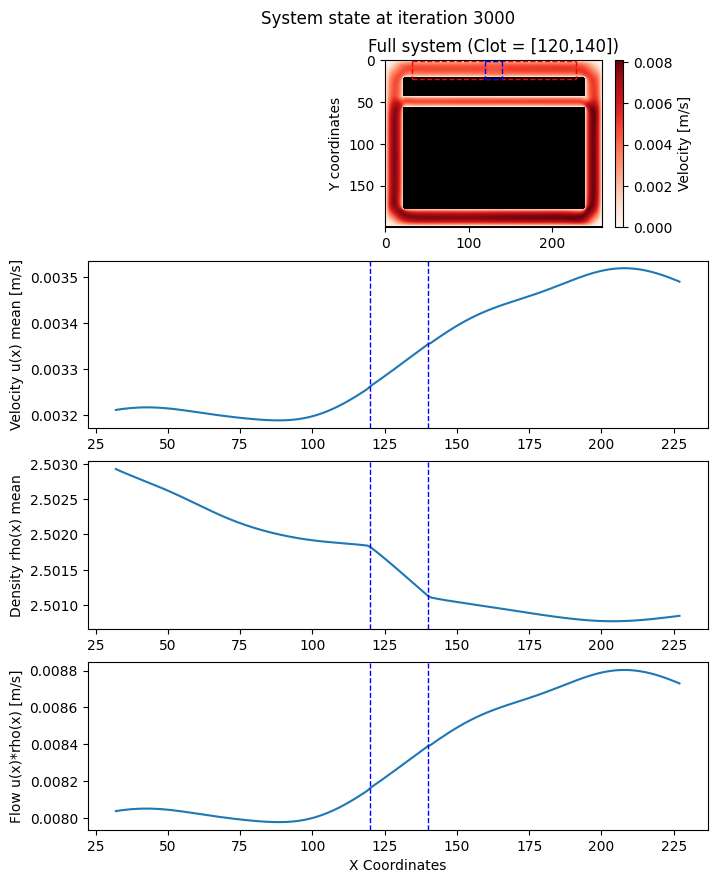 System state at iteration 3000
Full system (Clot = [120,140])
Y coordinates
0
50
100
150
0 100 200
0.008
0.006
0.004
0.002
0.000
Velocity [m/s]
Velocity u(x) mean [m/s]
0.0035
0.0034
0.0033
0.0032
25 50 75 100 125 150 175 200 225
Density rho(x) mean
2.5030
2.5025
2.5020
2.5015
2.5010
25 50 75 100 125 150 175 200 225
Flow u(x)*rho(x) [m/s]
0.0088
0.0086
0.0084
0.0082
0.0080
25 50 75 100 125 150 175 200 225
X Coordinates